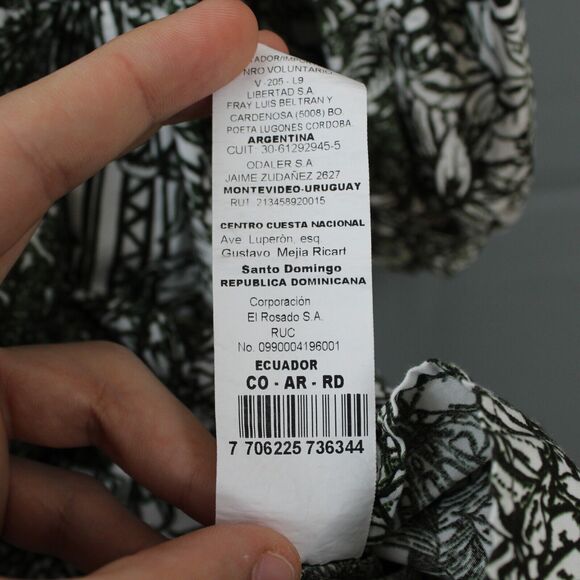 NRO VOLUNTARIO
V -205 - L9
LIBERTAD S.A
FRAY LUIS BELTRAN Y
CARDENOSA (5008) BO
POETA LUGONES CORDOBA.
ARGENTINA
CUIT. 30-61292945-5
ODALER S.A
JAIME ZUDAÑEZ 2627
MONTEVIDEO-URUGUAY
RUT. 213458920015
CENTRO CUESTA NACIONAL
Ave. Luperòn, esq.
Gustavo Mejia Ricart
Santo Domingo
REPUBLICA DOMINICANA
Corporación
El Rosado S.A.
RUC
No. 0990004196001
ECUADOR
CO - AR - RD
7 706225 736344